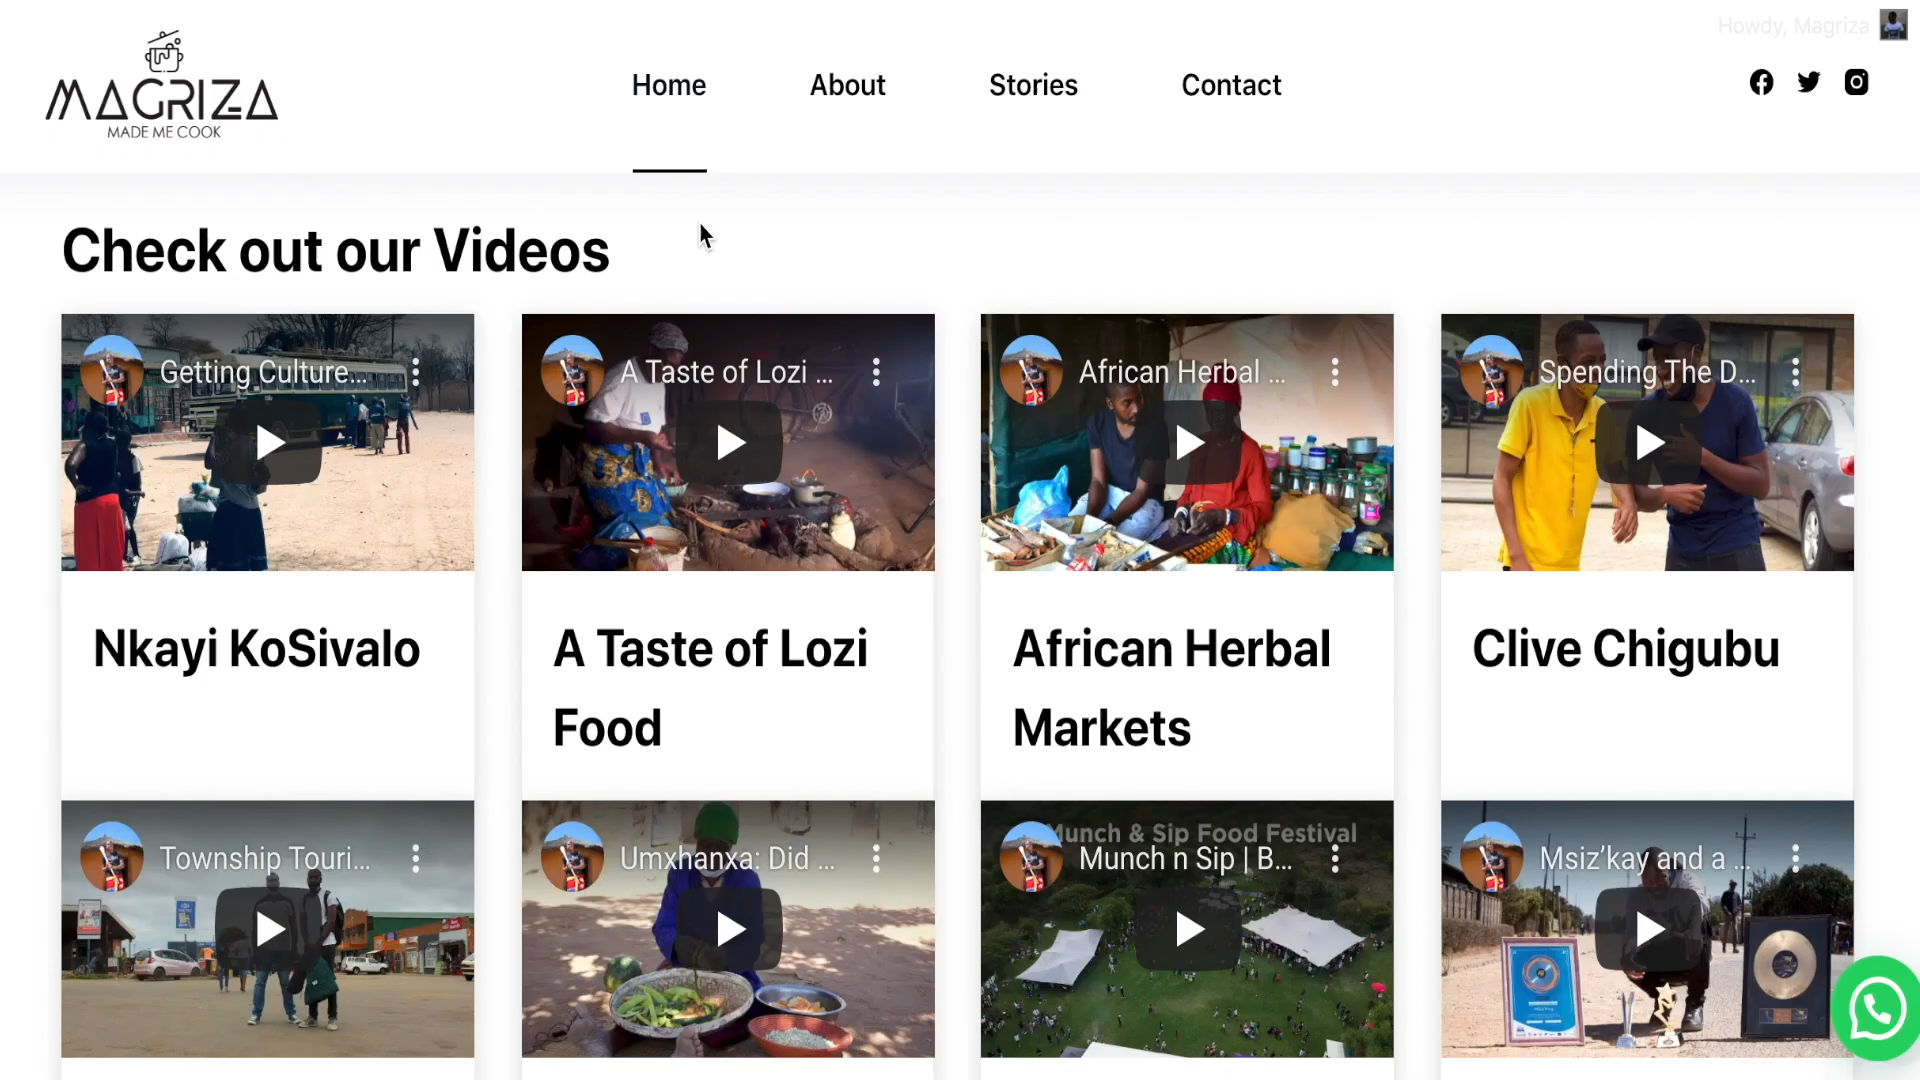 Howdy, Magriza
MAGRIZA
MADE ME COOK
Home
About
Stories
Contact
Check out our Videos
Getting Culture...
A Taste of Lozi ...
African Herbal ...
Spending The D...
Nkayi KoSivalo
A Taste of Lozi
Food
African Herbal
Markets
Clive Chigubu
Township Touri...
Umxhanxa: Did ...
Munch & Sip Food Festival
Munch n Sip | B...
Msiz’kay and a ...